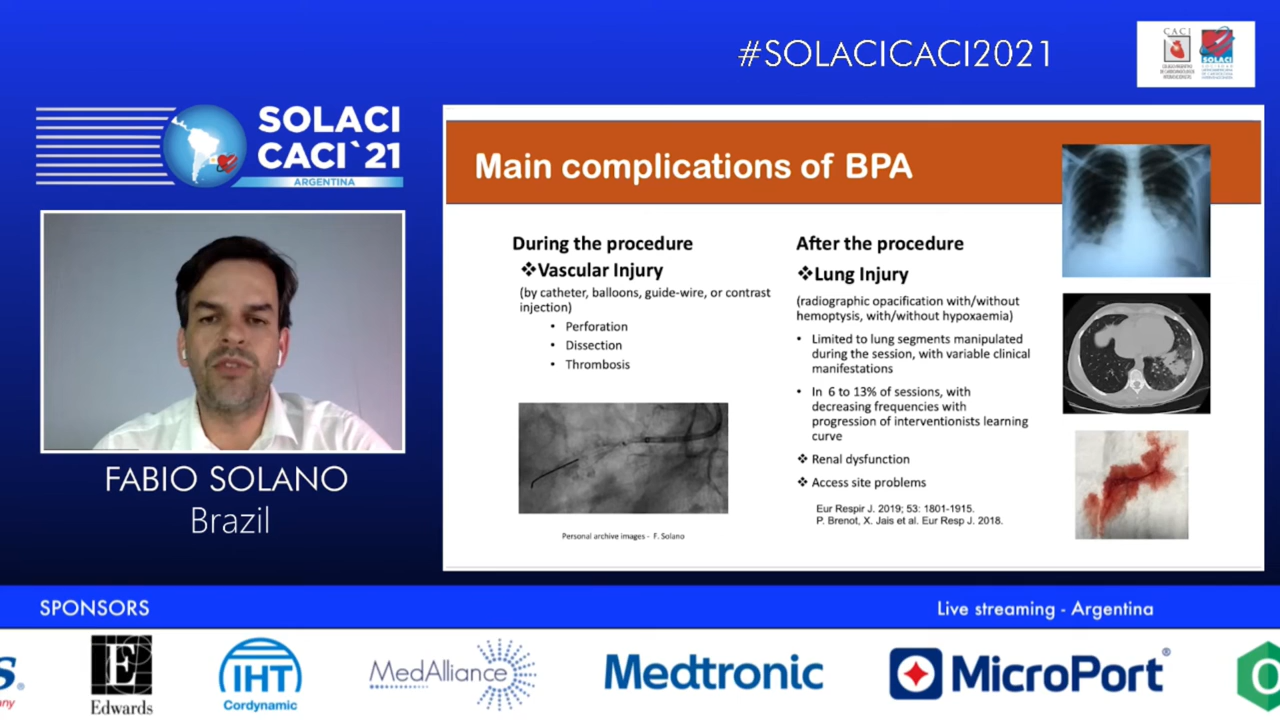 #SOLACICACI2021
CACI
SOLACI
SOLACI
CACI`21
ARGENTINA
FABIO SOLANO
Brazil
Main complications of BPA
During the procedure
❖Vascular Injury
(by catheter, balloons, guide-wire, or contrast
injection)
• Perforation
• Dissection
• Thrombosis
Personal archive images - F. Solano
After the procedure
❖Lung Injury
(radiographic opacification with/without
hemoptysis, with/without hypoxaemia)
• Limited to lung segments manipulated
during the session, with variable clinical
manifestations
• In 6 to 13% of sessions, with
decreasing frequencies with
progression of interventionists learning
curve
❖ Renal dysfunction
❖ Access site problems
Eur Respir J. 2019; 53: 1801-1915.
P. Brenot, X. Jais et al. Eur Resp J. 2018.
SPONSORS
Live streaming - Argentina
E
Edwards
IHT
Cordynamic
MedAlliance
Medtronic
MicroPort®